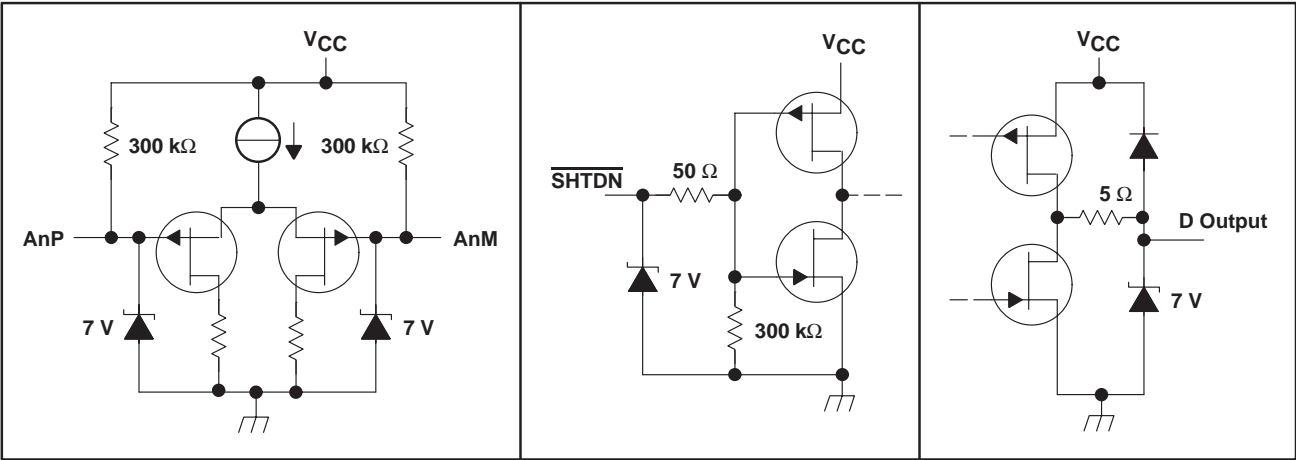 VCC
300 kΩ
300 kΩ
AnP
AnM
7 V
7 V
VCC
50 Ω
SHTDN
7 V
300 kΩ
VCC
5 Ω
D Output
7 V